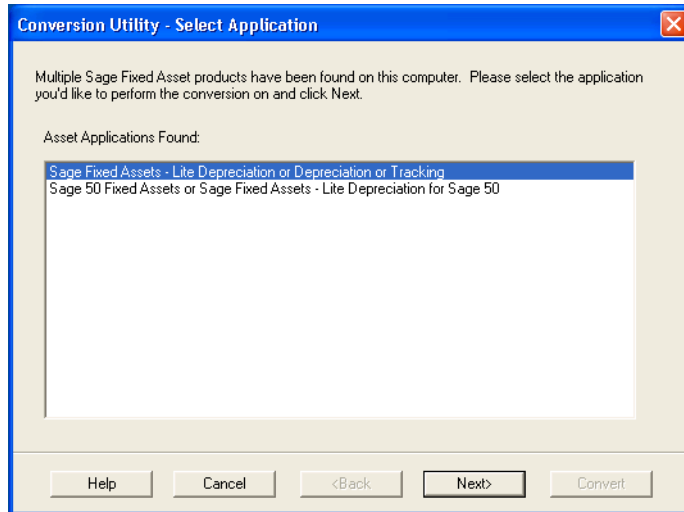 Conversion Utility - Select Application
Multiple Sage Fixed Asset products have been found on this computer. Please select the application
you'd like to perform the conversion on and click Next.
Asset Applications Found:
Sage Fixed Assets - Lite Depreciation or Depreciation or Tracking
Sage 50 Fixed Assets or Sage Fixed Assets - Lite Depreciation for Sage 50
Help Cancel <Back Next> Convert